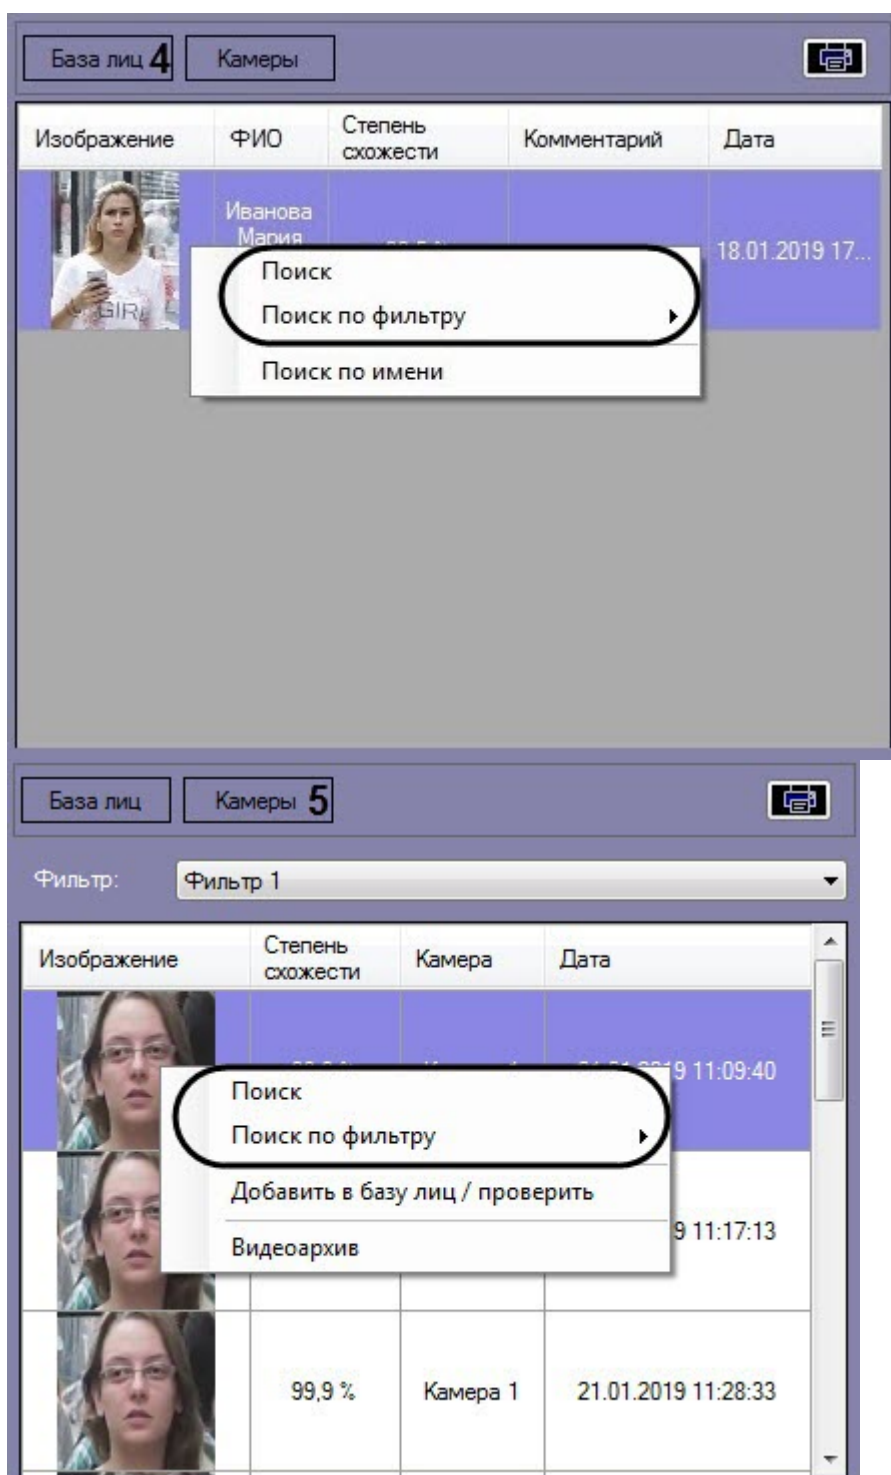 База лиц 4 Камеры
Изображение ФИО Степень схожести Комментарий Дата
Иванова
Мария
18.01.2019 17...
GIRL
Поиск
Поиск по фильтру
Поиск по имени
База лиц Камеры 5
Фильтр: Фильтр 1
Изображение Степень схожести Камера Дата
9 11:09:40
Поиск
Поиск по фильтру
Добавить в базу лиц / проверить
9 11:17:13
Видеоархив
99,9 % Камера 1 21.01.2019 11:28:33